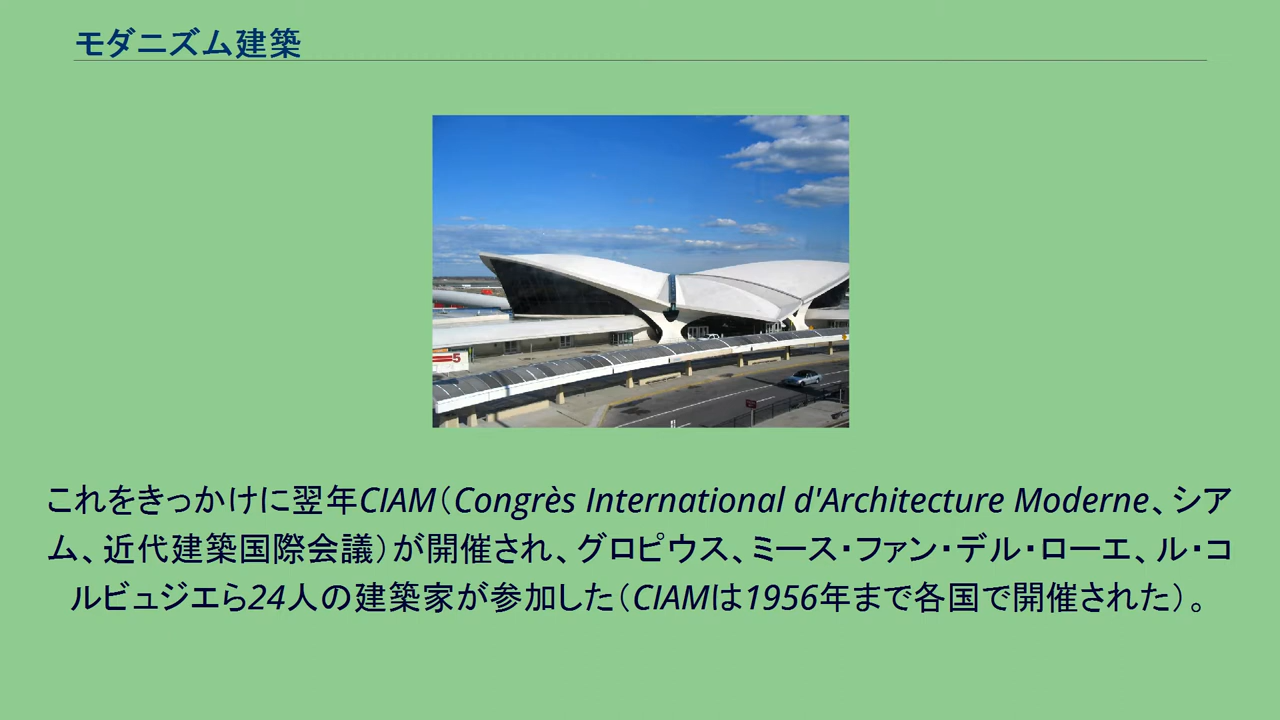 モダニズム建築
5
これをきっかけに翌年CIAM（Congrès International d'Architecture Moderne、シア
ム、近代建築国際会議）が開催され、グロピウス、ミース・ファン・デル・ローエ、ル・コ
ルビュジエら24人の建築家が参加した（CIAMは1956年まで各国で開催された）。